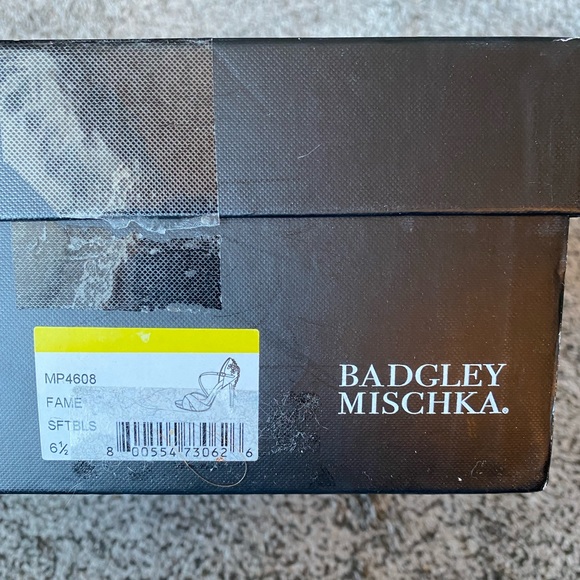 MP4608
FAME
SFTBLS
6½
8 00554 73062 6
BADGLEY
MISCHKA.